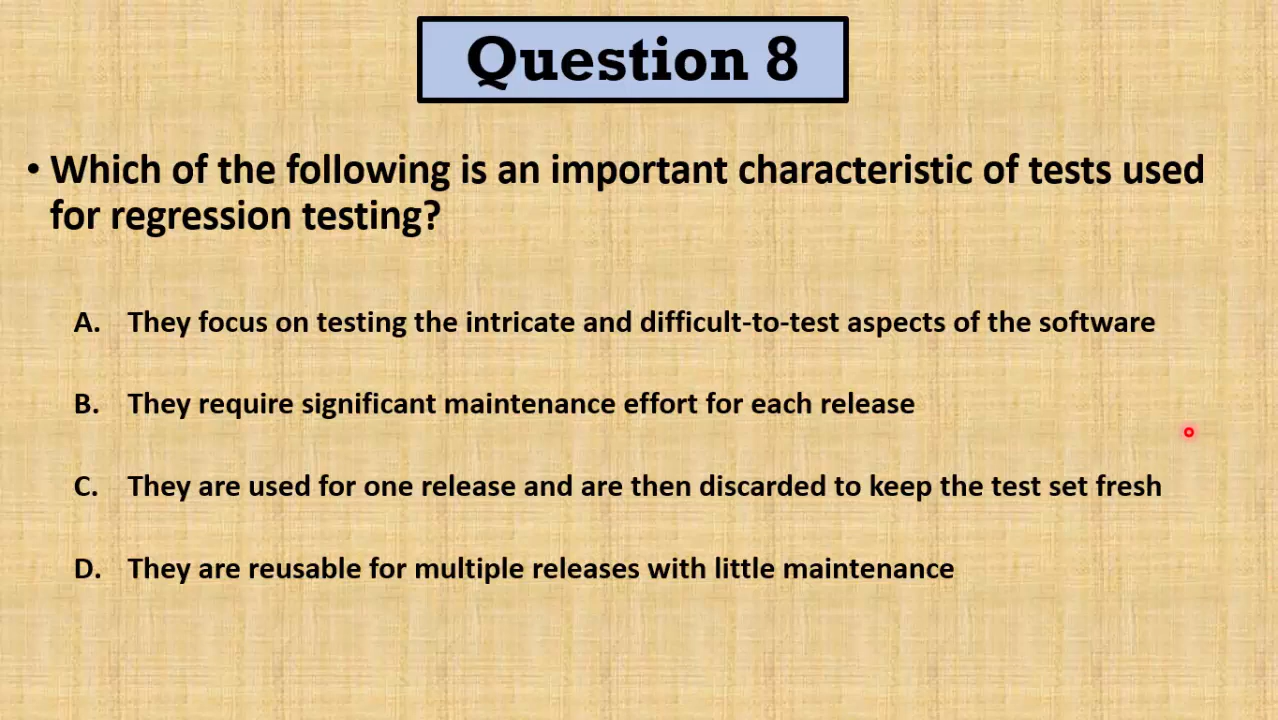 Question 8
• Which of the following is an important characteristic of tests used
for regression testing?
A. They focus on testing the intricate and difficult-to-test aspects of the software
B. They require significant maintenance effort for each release
C. They are used for one release and are then discarded to keep the test set fresh
D. They are reusable for multiple releases with little maintenance